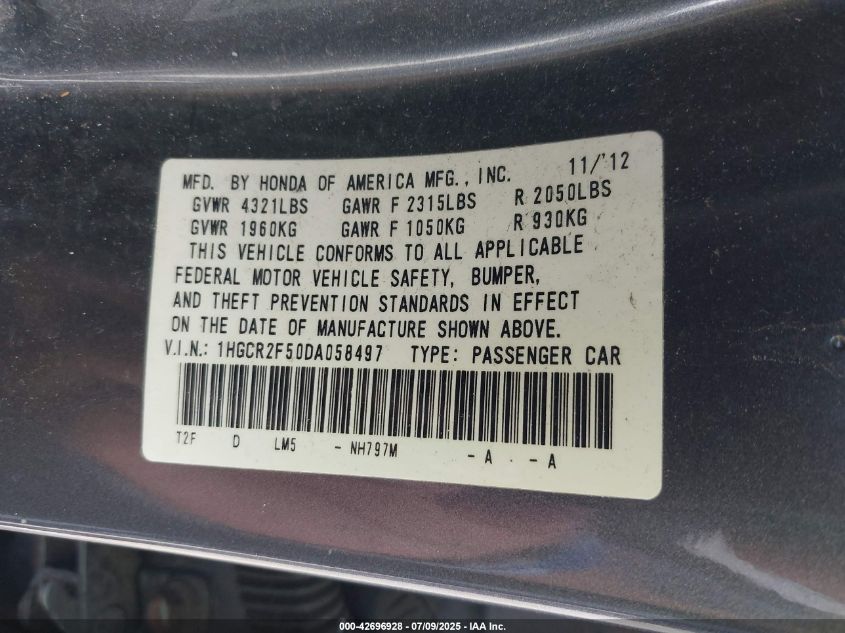 MFD. BY HONDA OF AMERICA MFG., INC. 11/'12
GVWR 4321LBS GAWR F 2315LBS R 2050LBS
GVWR 1960KG GAWR F 1050KG R 930KG
THIS VEHICLE CONFORMS TO ALL APPLICABLE
FEDERAL MOTOR VEHICLE SAFETY, BUMPER,
AND THEFT PREVENTION STANDARDS IN EFFECT
ON THE DATE OF MANUFACTURE SHOWN ABOVE.
V.I.N.: 1HGCR2F50DA058497 TYPE: PASSENGER CAR
T2F D LM5 - NH797M - A - A
000-42696928 - 07/09/2025 - IAA Inc.